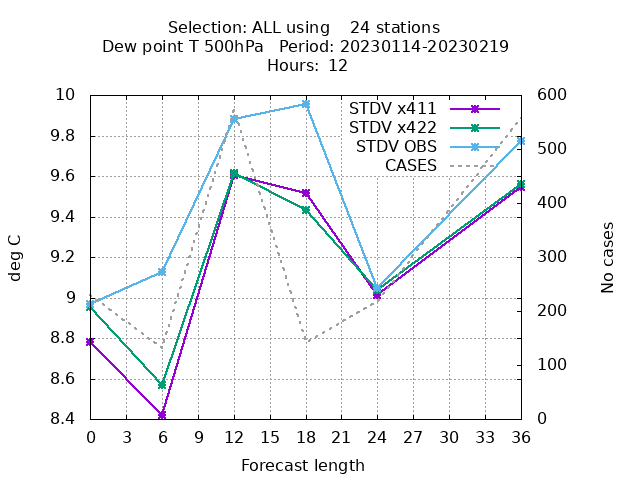 Selection: ALL using    24 stations
Dew point T 500hPa   Period: 20230114-20230219
Hours: 12
10 600
STDV x411
STDV x422
STDV OBS
CASES
9.8
500
9.6
9.4
400
9.2
300
9
200
8.8
8.6
100
8.4 0
deg C
No cases
0 3 6 9 12 15 18 21 24 27 30 33 36
Forecast length